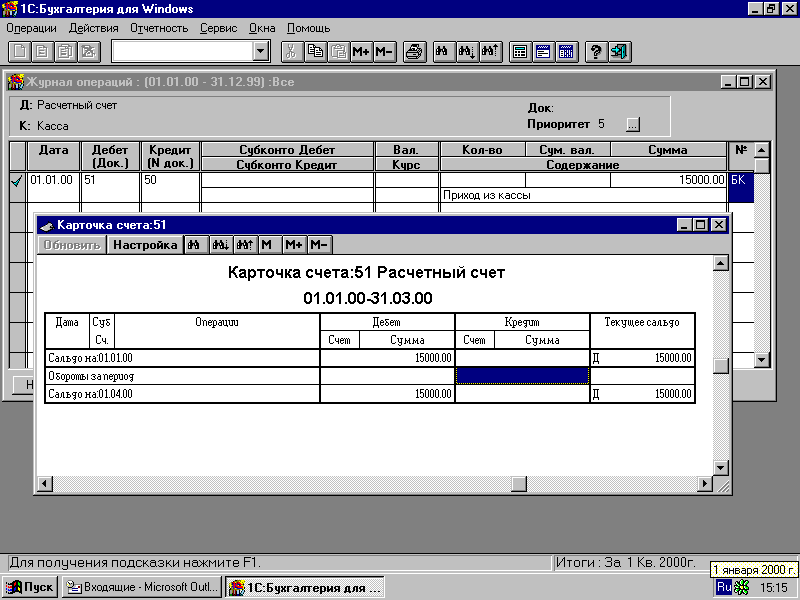 1С:Бухгалтерия для Windows
Операции Действия Отчетность Сервис Окна Помощь
M+ M−
Журнал операций : (01.01.00 - 31.12.99) :Все
Д: Расчетный счет
Док:
К: Касса
Приоритет 5 ...
Дата Дебет Кредит Субконто Дебет Вал. Кол-во Сум. вал. Сумма №
(Док.) (N док.) Субконто Кредит Курс Содержание
01.01.00 51 50 15000.00 БК
Приход из кассы
Карточка счета:51
Обновить Настройка M M+ M−
Карточка счета:51 Расчетный счет
01.01.00-31.03.00
Дата Суб Операции Дебет Кредит Текущее сальдо
Сч. Счет Сумма Счет Сумма
Сальдо на:01.01.00 15000.00 Д 15000.00
Обороты за период
Сальдо на:01.04.00 15000.00 Д 15000.00
Для получения подсказки нажмите F1.
Итоги : За 1 Кв. 2000г.
1 января 2000 г.
Пуск Входящие - Microsoft Outl... 1С:Бухгалтерия для ... Ru 15:15